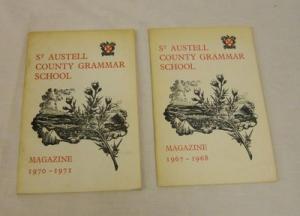 Sᵀ AUSTELL
COUNTY GRAMMAR
SCHOOL
MAGAZINE
1970 - 1971
Sᵀ AUSTELL
COUNTY GRAMMAR
SCHOOL
MAGAZINE
1967 - 1968